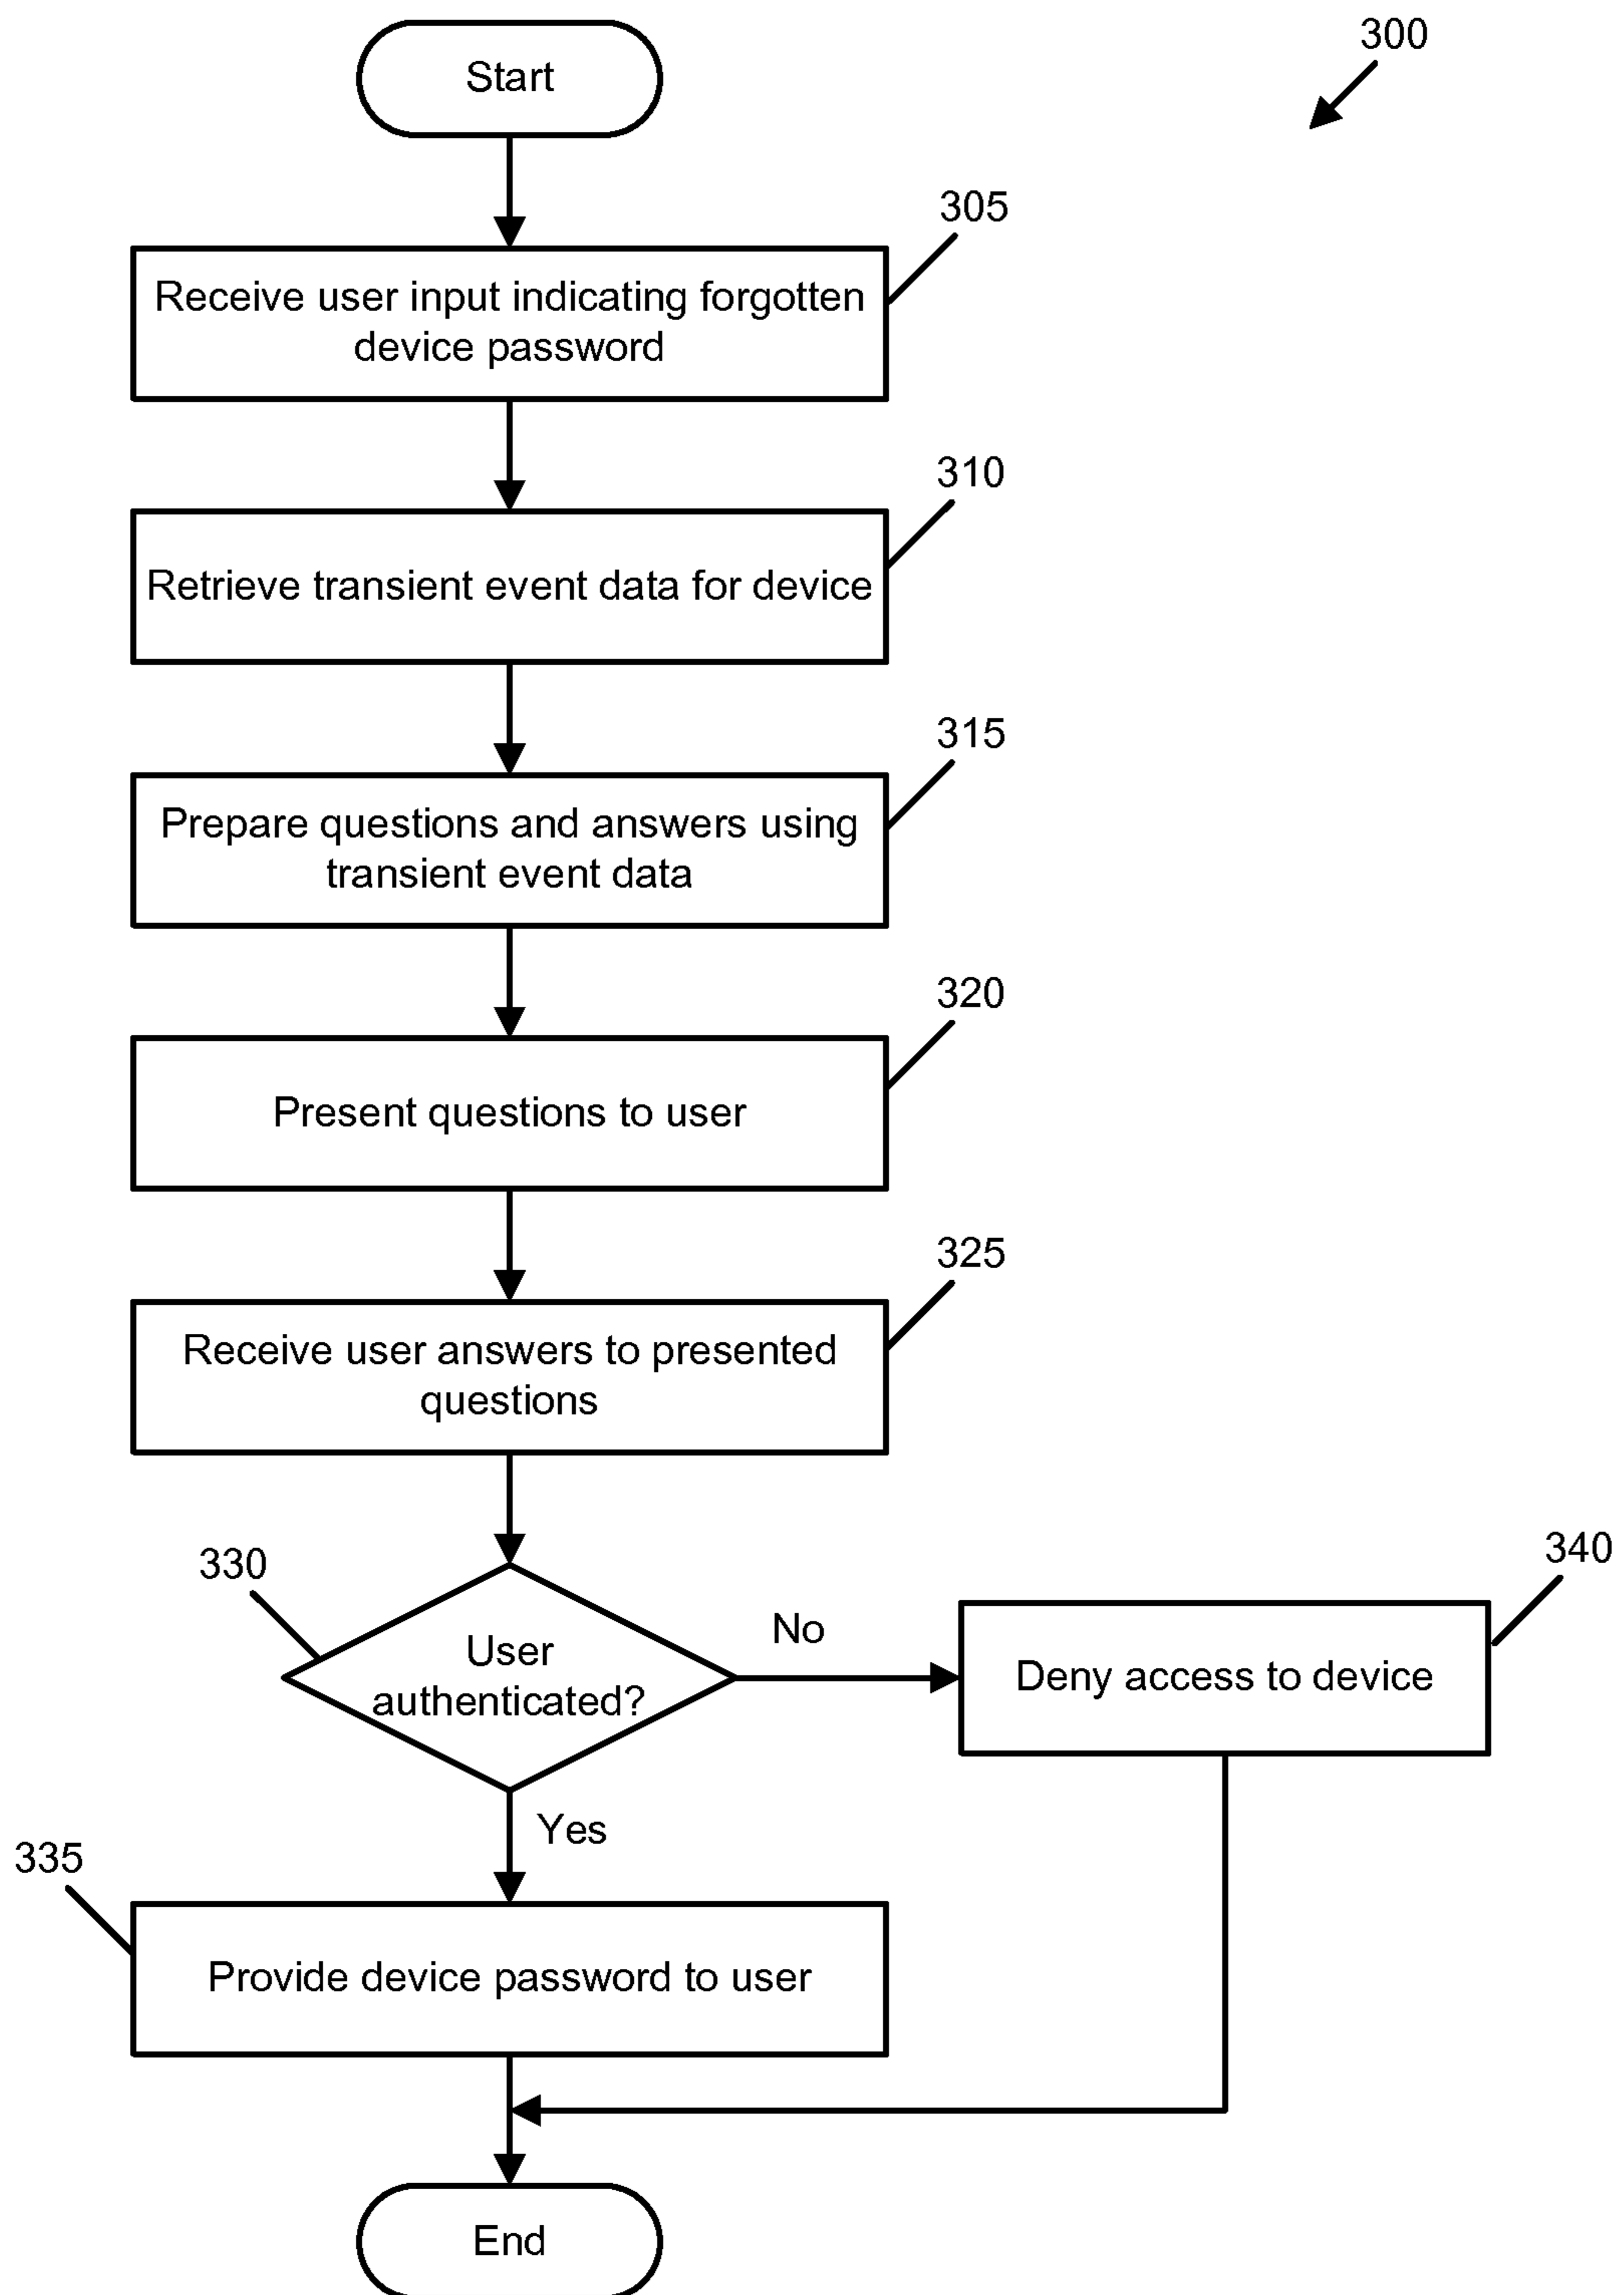 Start
300
305
Receive user input indicating forgotten
device password
310
Retrieve transient event data for device
315
Prepare questions and answers using
transient event data
320
Present questions to user
325
Receive user answers to presented
questions
330
User
authenticated?
No
340
Deny access to device
Yes
335
Provide device password to user
End